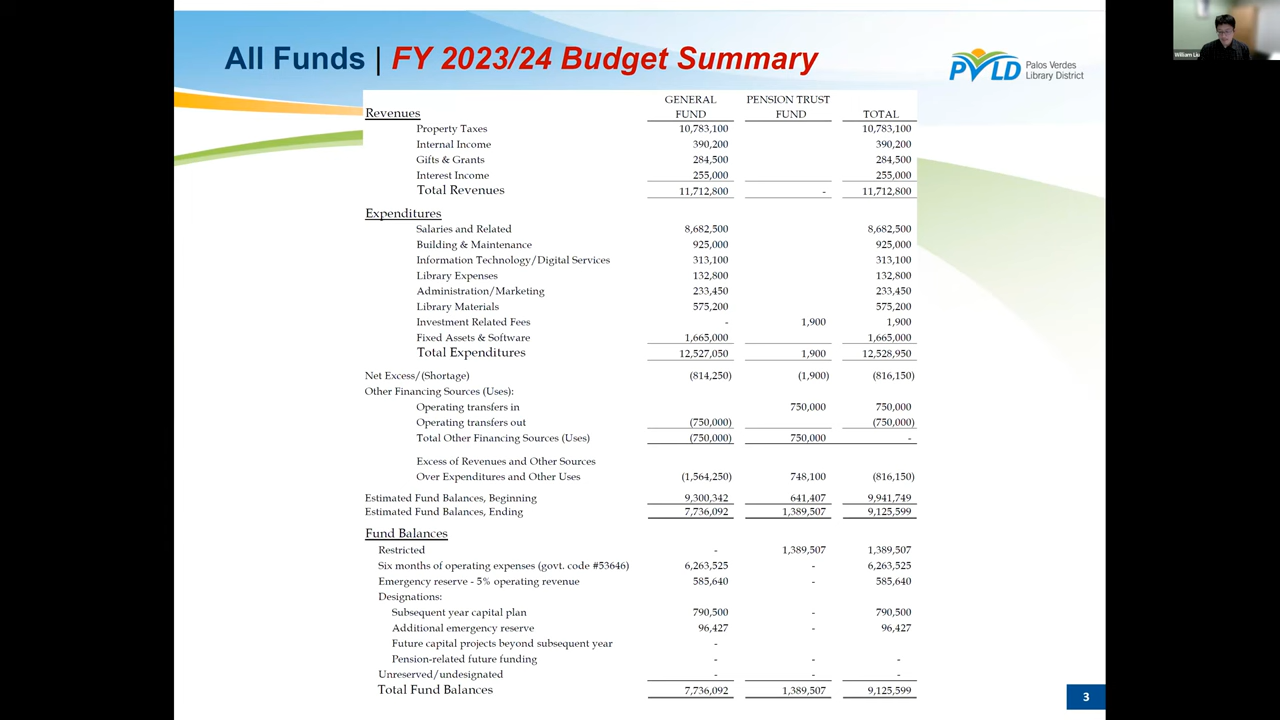 All Funds | FY 2023/24 Budget Summary
PVLD Palos Verdes
Library District
William Liu
GENERAL PENSION TRUST
Revenues FUND FUND TOTAL
Property Taxes 10,783,100 10,783,100
Internal Income 390,200 390,200
Gifts & Grants 284,500 284,500
Interest Income 255,000 255,000
Total Revenues 11,712,800 - 11,712,800
Expenditures
Salaries and Related 8,682,500 8,682,500
Building & Maintenance 925,000 925,000
Information Technology/Digital Services 313,100 313,100
Library Expenses 132,800 132,800
Administration/Marketing 233,450 233,450
Library Materials 575,200 575,200
Investment Related Fees - 1,900 1,900
Fixed Assets & Software 1,665,000 1,665,000
Total Expenditures 12,527,050 1,900 12,528,950
Net Excess/(Shortage) (814,250) (1,900) (816,150)
Other Financing Sources (Uses):
Operating transfers in 750,000 750,000
Operating transfers out (750,000) (750,000)
Total Other Financing Sources (Uses) (750,000) 750,000 -
Excess of Revenues and Other Sources
Over Expenditures and Other Uses (1,564,250) 748,100 (816,150)
Estimated Fund Balances, Beginning 9,300,342 641,407 9,941,749
Estimated Fund Balances, Ending 7,736,092 1,389,507 9,125,599
Fund Balances
Restricted - 1,389,507 1,389,507
Six months of operating expenses (govt. code #53646) 6,263,525 - 6,263,525
Emergency reserve - 5% operating revenue 585,640 - 585,640
Designations:
Subsequent year capital plan 790,500 - 790,500
Additional emergency reserve 96,427 - 96,427
Future capital projects beyond subsequent year -
Pension-related future funding - - -
Unreserved/undesignated - - -
Total Fund Balances 7,736,092 1,389,507 9,125,599
3